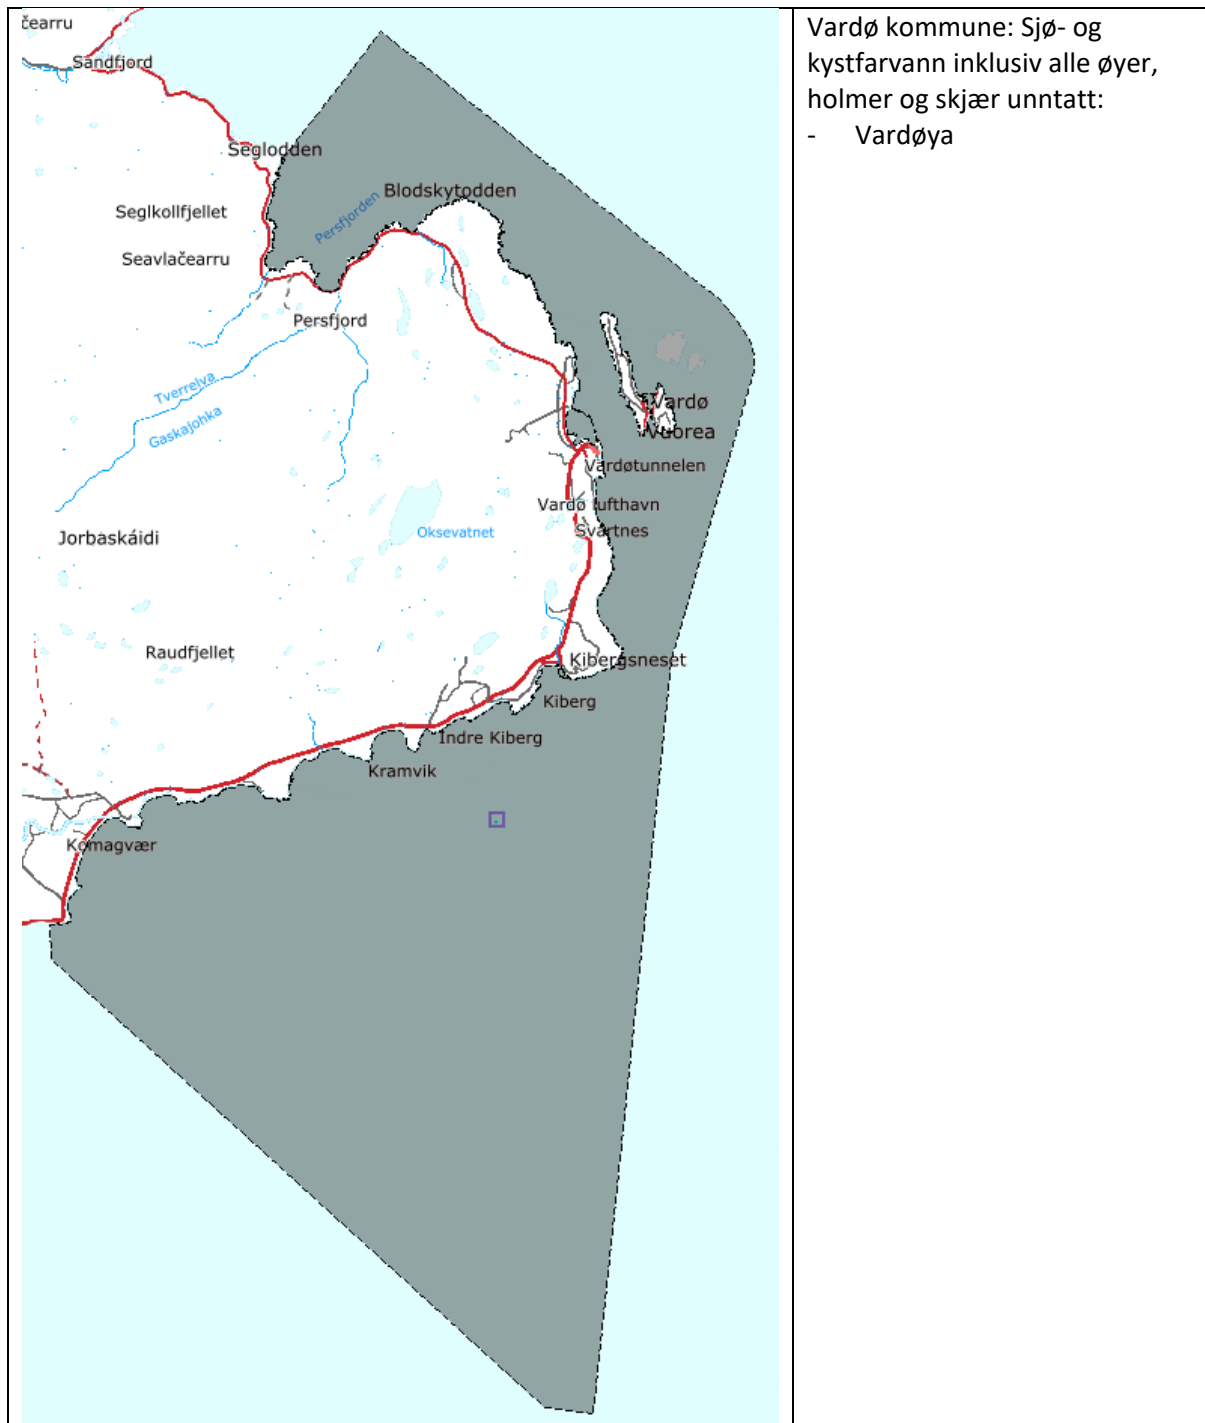 čearru
Sandfjord
Seglodden
Blodskytodden
Persfjorden
Seglkollfjellet
Seavlačearru
Persfjord
Tverrelva
Gaskajohka
Vardø
Vuorea
Vardøtunnelen
Vardø lufthavn
Svartnes
Oksevatnet
Jorbaskáidi
Raudfjellet
Kibergsneset
Kiberg
Indre Kiberg
Kramvik
Komagvær
Vardø kommune: Sjø- og
kystfarvann inklusiv alle øyer,
holmer og skjær unntatt:
- Vardøya